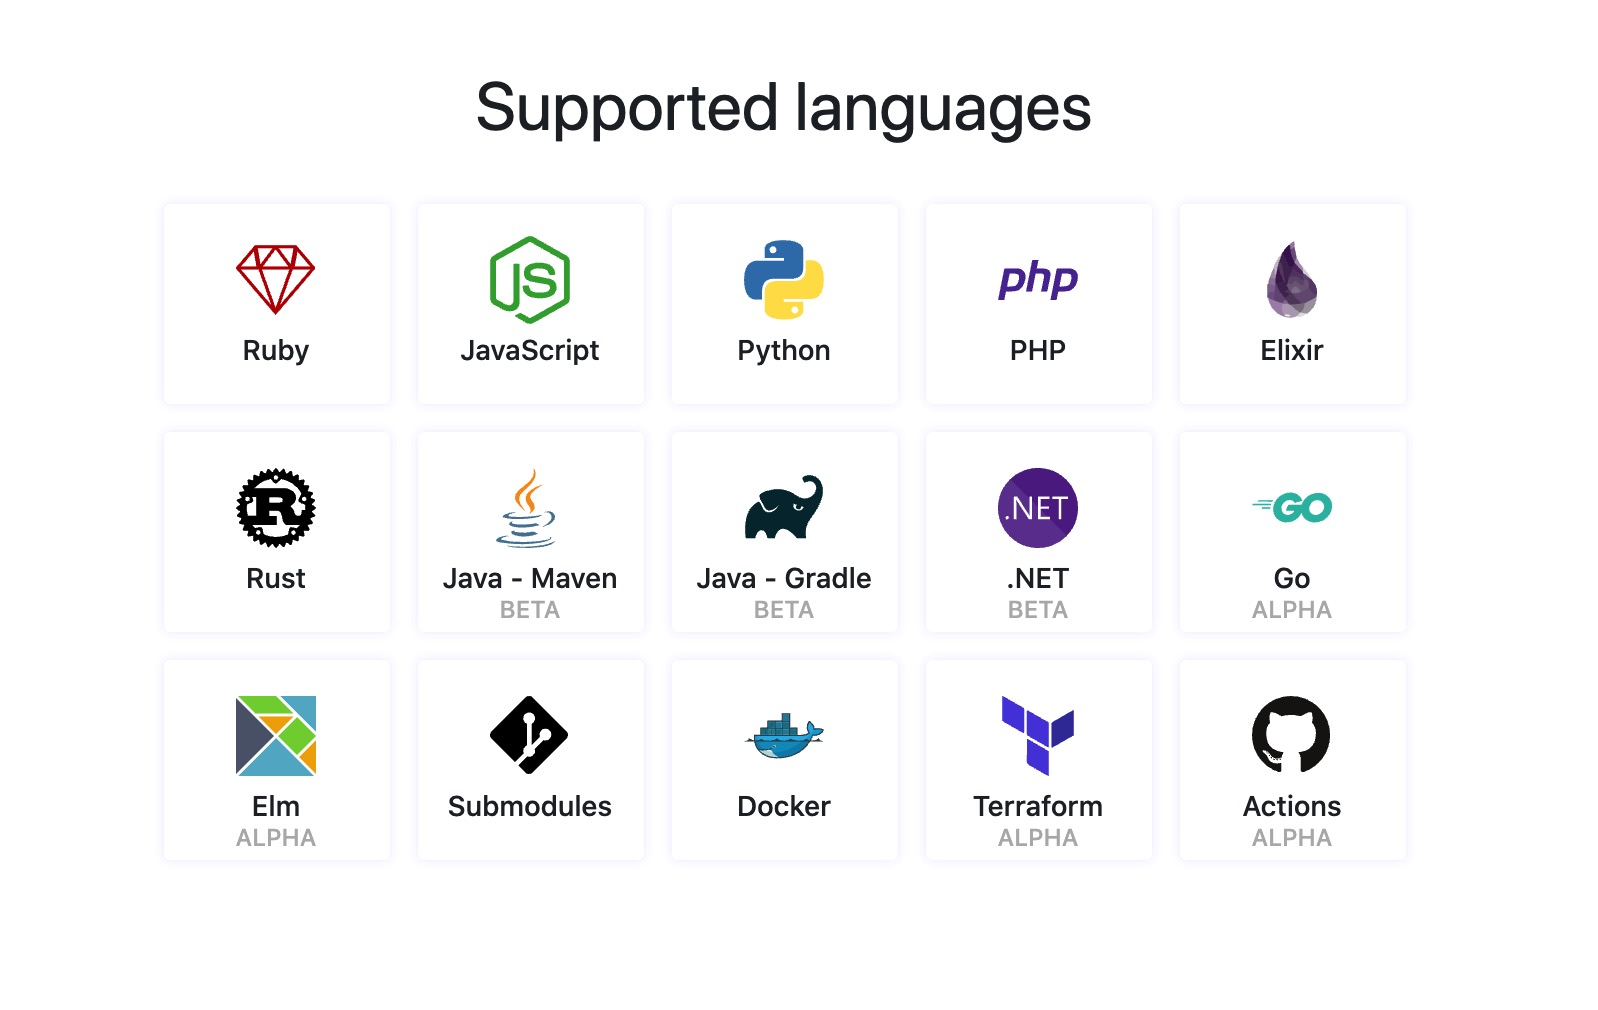 Supported languages
JS
php
Ruby
JavaScript
Python
PHP
Elixir
R
.NET
GO
Rust
Java - Maven
Java - Gradle
.NET
Go
BETA
BETA
BETA
ALPHA
Elm
Submodules
Docker
Terraform
Actions
ALPHA
ALPHA
ALPHA